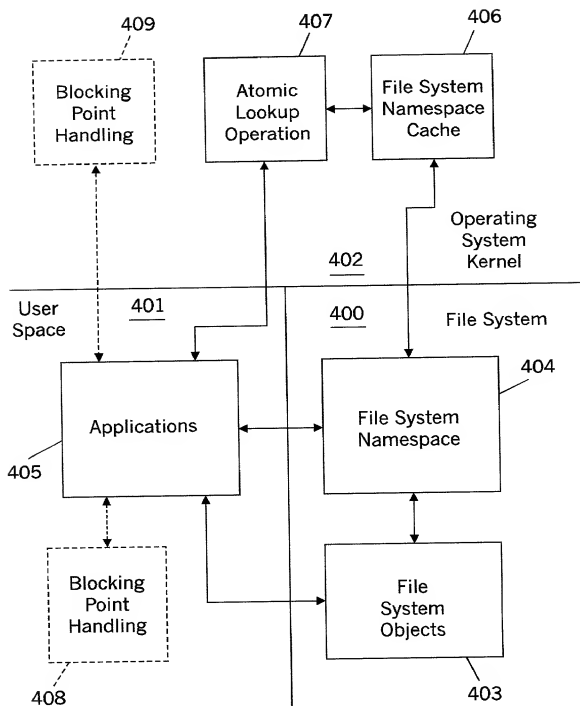 409
407
406
Blocking
Point
Handling
Atomic
Lookup
Operation
File System
Namespace
Cache
Operating
System
Kernel
402
User
Space
401
400
File System
404
Applications
File System
Namespace
405
Blocking
Point
Handling
File
System
Objects
408
403